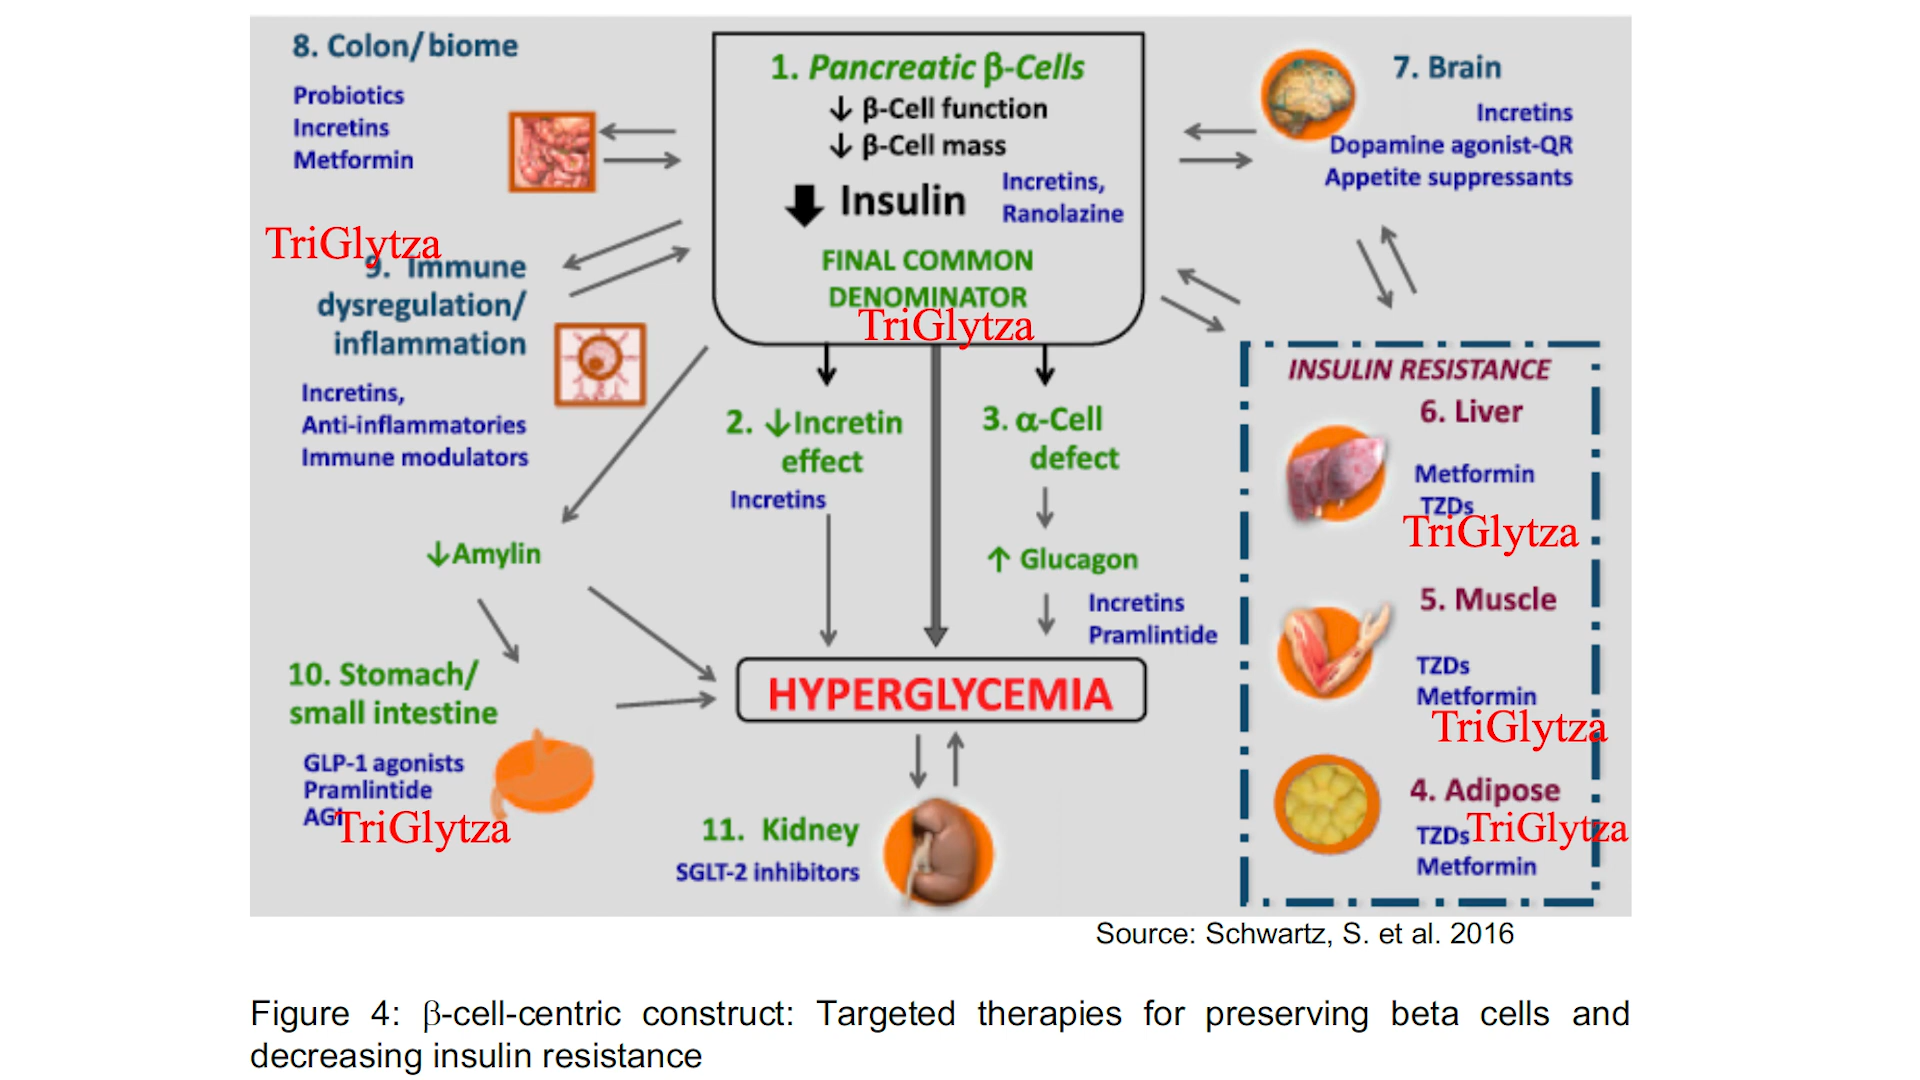 8. Colon/biome
Probiotics
Incretins
Metformin
1. Pancreatic β-Cells
↓ β-Cell function
↓ β-Cell mass
↓ Insulin
Incretins,
Ranolazine
FINAL COMMON
DENOMINATOR
TriGlytza
7. Brain
Incretins
Dopamine agonist-QR
Appetite suppressants
TriGlytza
9. Immune
dysregulation/
inflammation
Incretins,
Anti-inflammatories
Immune modulators
2. ↓Incretin
effect
Incretins
3. α-Cell
defect
↑ Glucagon
Incretins
Pramlintide
↓Amylin
INSULIN RESISTANCE
6. Liver
Metformin
TZDs
TriGlytza
5. Muscle
TZDs
Metformin
TriGlytza
4. Adipose
TZDs TriGlytza
Metformin
10. Stomach/
small intestine
GLP-1 agonists
Pramlintide
AGI
TriGlytza
HYPERGLYCEMIA
11. Kidney
SGLT-2 inhibitors
Source: Schwartz, S. et al. 2016
Figure 4: β-cell-centric construct: Targeted therapies for preserving beta cells and
decreasing insulin resistance